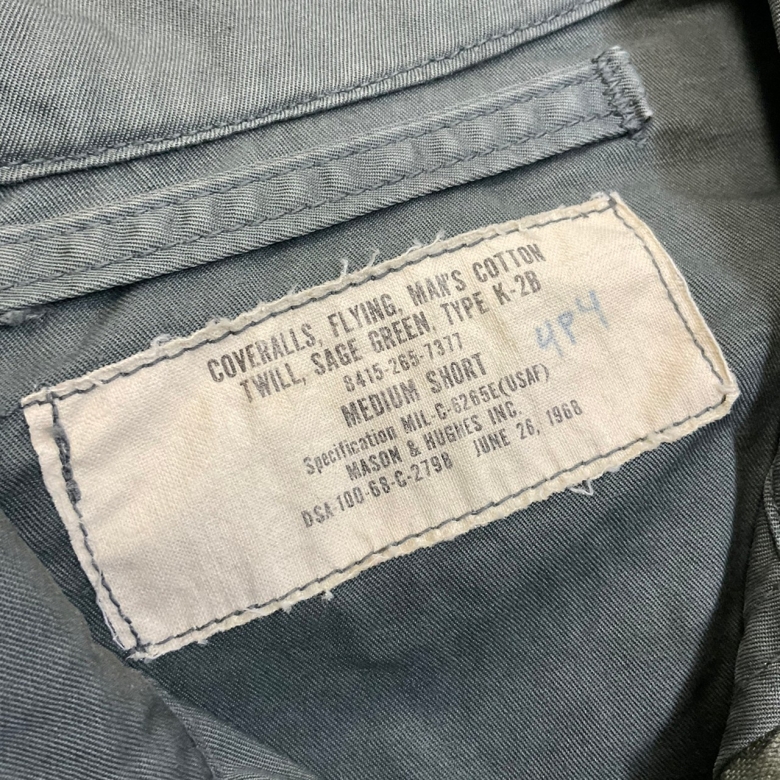 COVERALLS, FLYING, MAN'S COTTON
TWILL, SAGE GREEN, TYPE K-2B
8415-265-7377
MEDIUM SHORT
Specification MIL-C-6265E(USAF)
MASON & HUGHES INC.
DSA-100-68-C-2798 JUNE 26, 1968
4P4